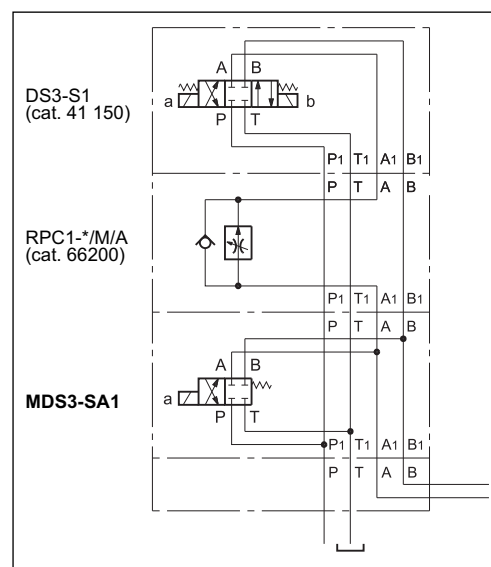 A B
DS3-S1
(cat. 41 150)
a b
P T
P1 T1 A1 B1
P T A B
RPC1-*/M/A
(cat. 66200)
P1 T1 A1 B1
P T A B
A B
MDS3-SA1
a
P T
P1 T1 A1 B1
P T A B